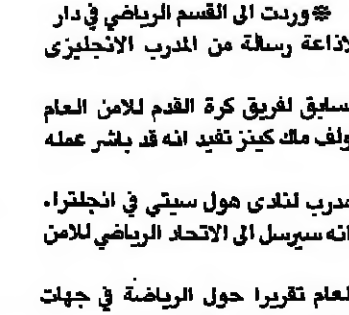 ❋ وردت الى القسم الرياضي في دار
لاذاعة رسالة من المدرب الانجليزى
سابق لفريق كرة القدم للامن العام
ولف ماك كينز تفيد انه قد باشر عمله
مدرب لنادى هول سيتي في انجلترا.
انه سيرسل الى الاتحاد الرياضي للامن
لعام تقريرا حول الرياضة في جهات